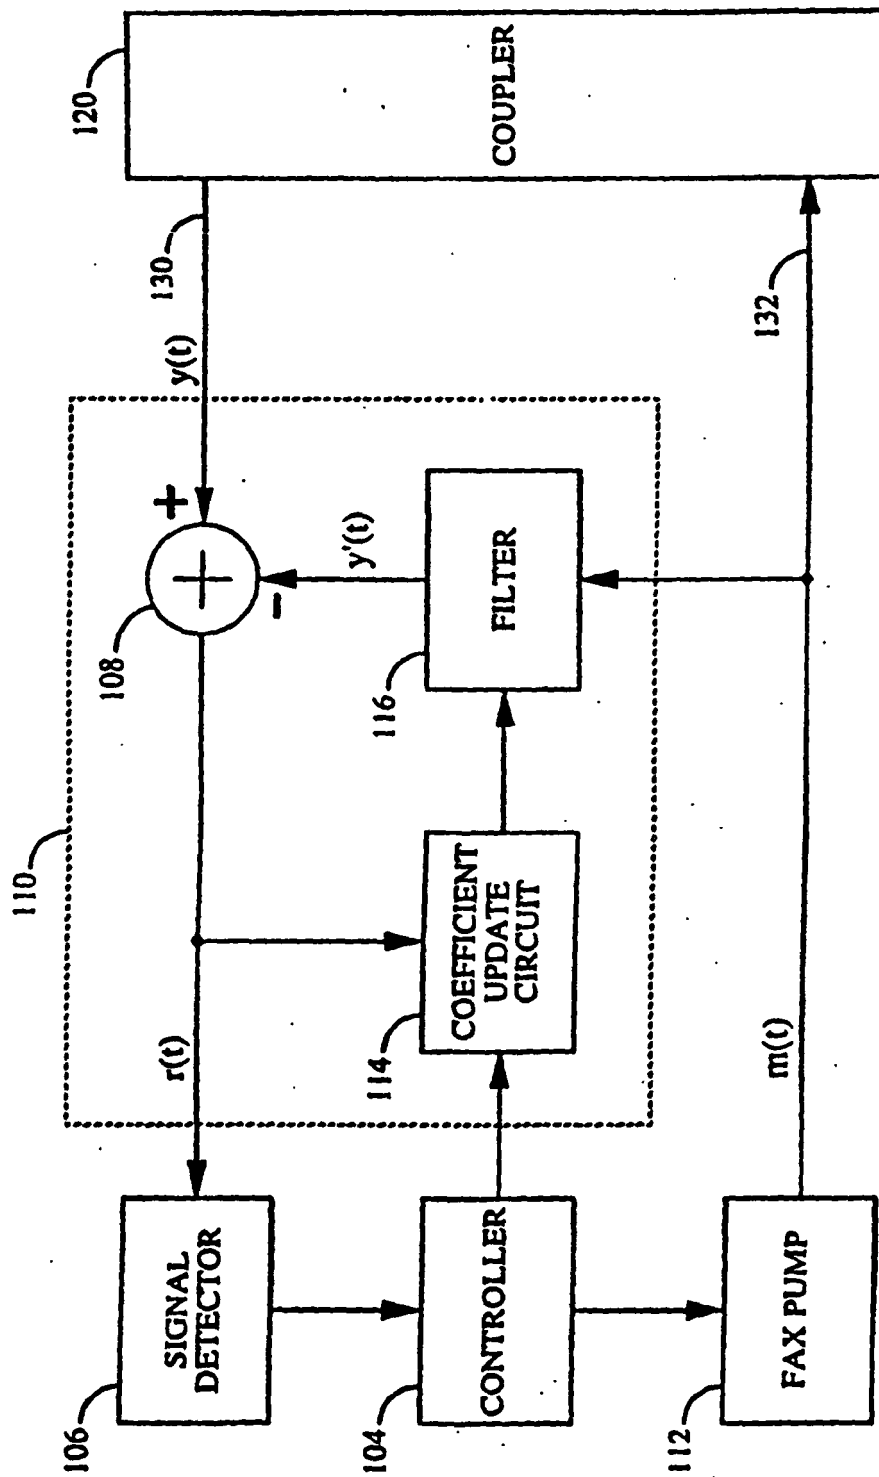 110
106
SIGNAL
DETECTOR
r(t)
108
+
-
y(t)
130
120
COUPLER
104
CONTROLLER
114
COEFFICIENT
UPDATE
CIRCUIT
116
FILTER
y'(t)
112
FAX PUMP
m(t)
132